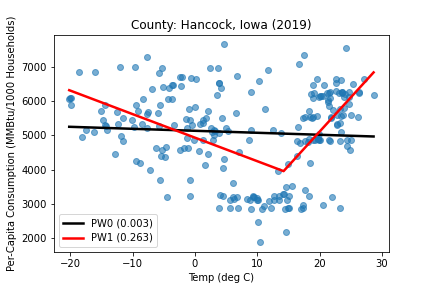 County: Hancock, Iowa (2019)
Per-Capita Consumption (MMBtu/1000 Households)
7000
6000
5000
4000
3000
2000
PW0 (0.003)
PW1 (0.263)
−20
−10
0
10
20
30
Temp (deg C)